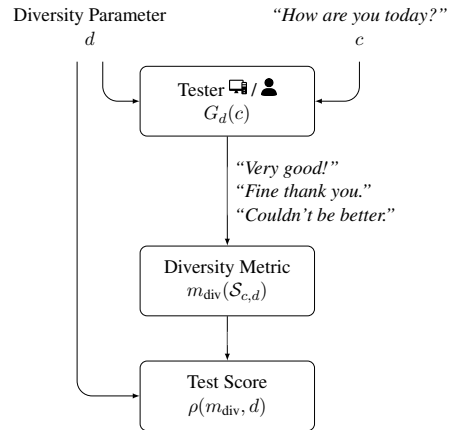 Diversity Parameter
d
"How are you today?"
c
Tester /
G_d(c)
"Very good!"
"Fine thank you."
"Couldn't be better."
Diversity Metric
m_div(S_{c,d})
Test Score
ρ(m_div, d)